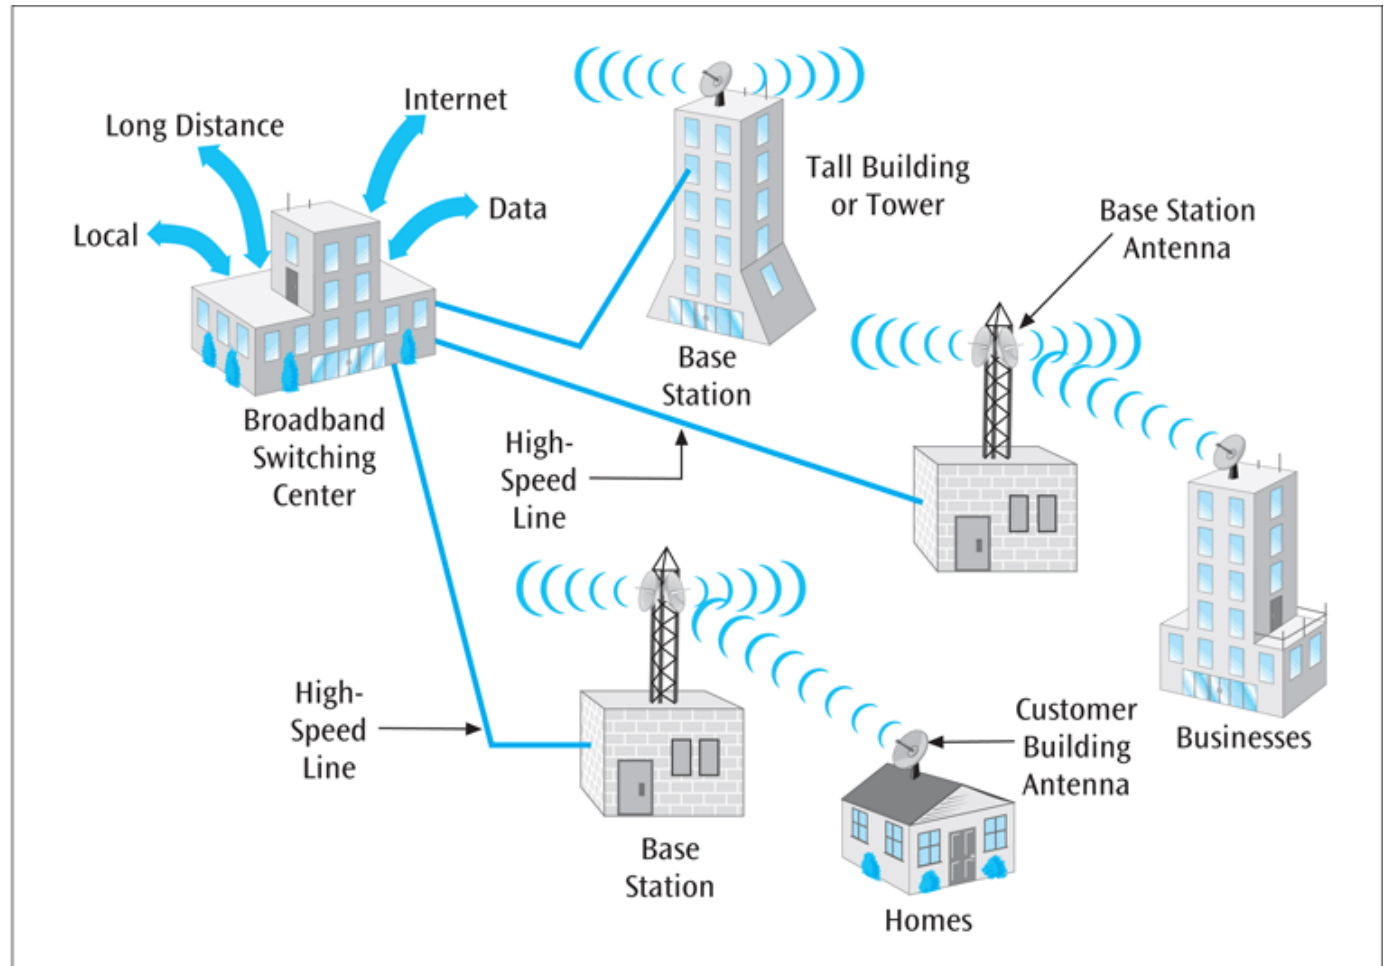 Internet
Long Distance
Data
Local
Tall Building
or Tower
Base Station
Antenna
Base
Station
Broadband
Switching
Center
High-
Speed
Line
High-
Speed
Line
Customer
Building
Antenna
Businesses
Base
Station
Homes